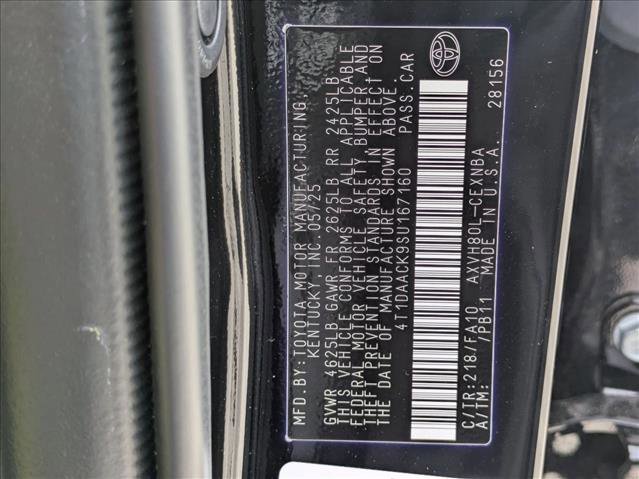 MFD.BY:TOYOTA MOTOR MANUFACTURING,
KENTUCKY,INC.05/25
GVWR 4625LB GAWR FR 2625LB RR 2425LB
THIS VEHICLE CONFORMS TO ALL APPLICABLE
FEDERAL MOTOR VEHICLE SAFETY, BUMPER AND
THEFT PREVENTION STANDARDS IN EFFECT ON
THE DATE OF MANUFACTURE SHOWN ABOVE.
4T1DAACK9SU167160 PASS.CAR
C/TR:218/FA10 AXVH80L-CEXNBA
A/TM: /PB11 MADE IN U.S.A. 28156